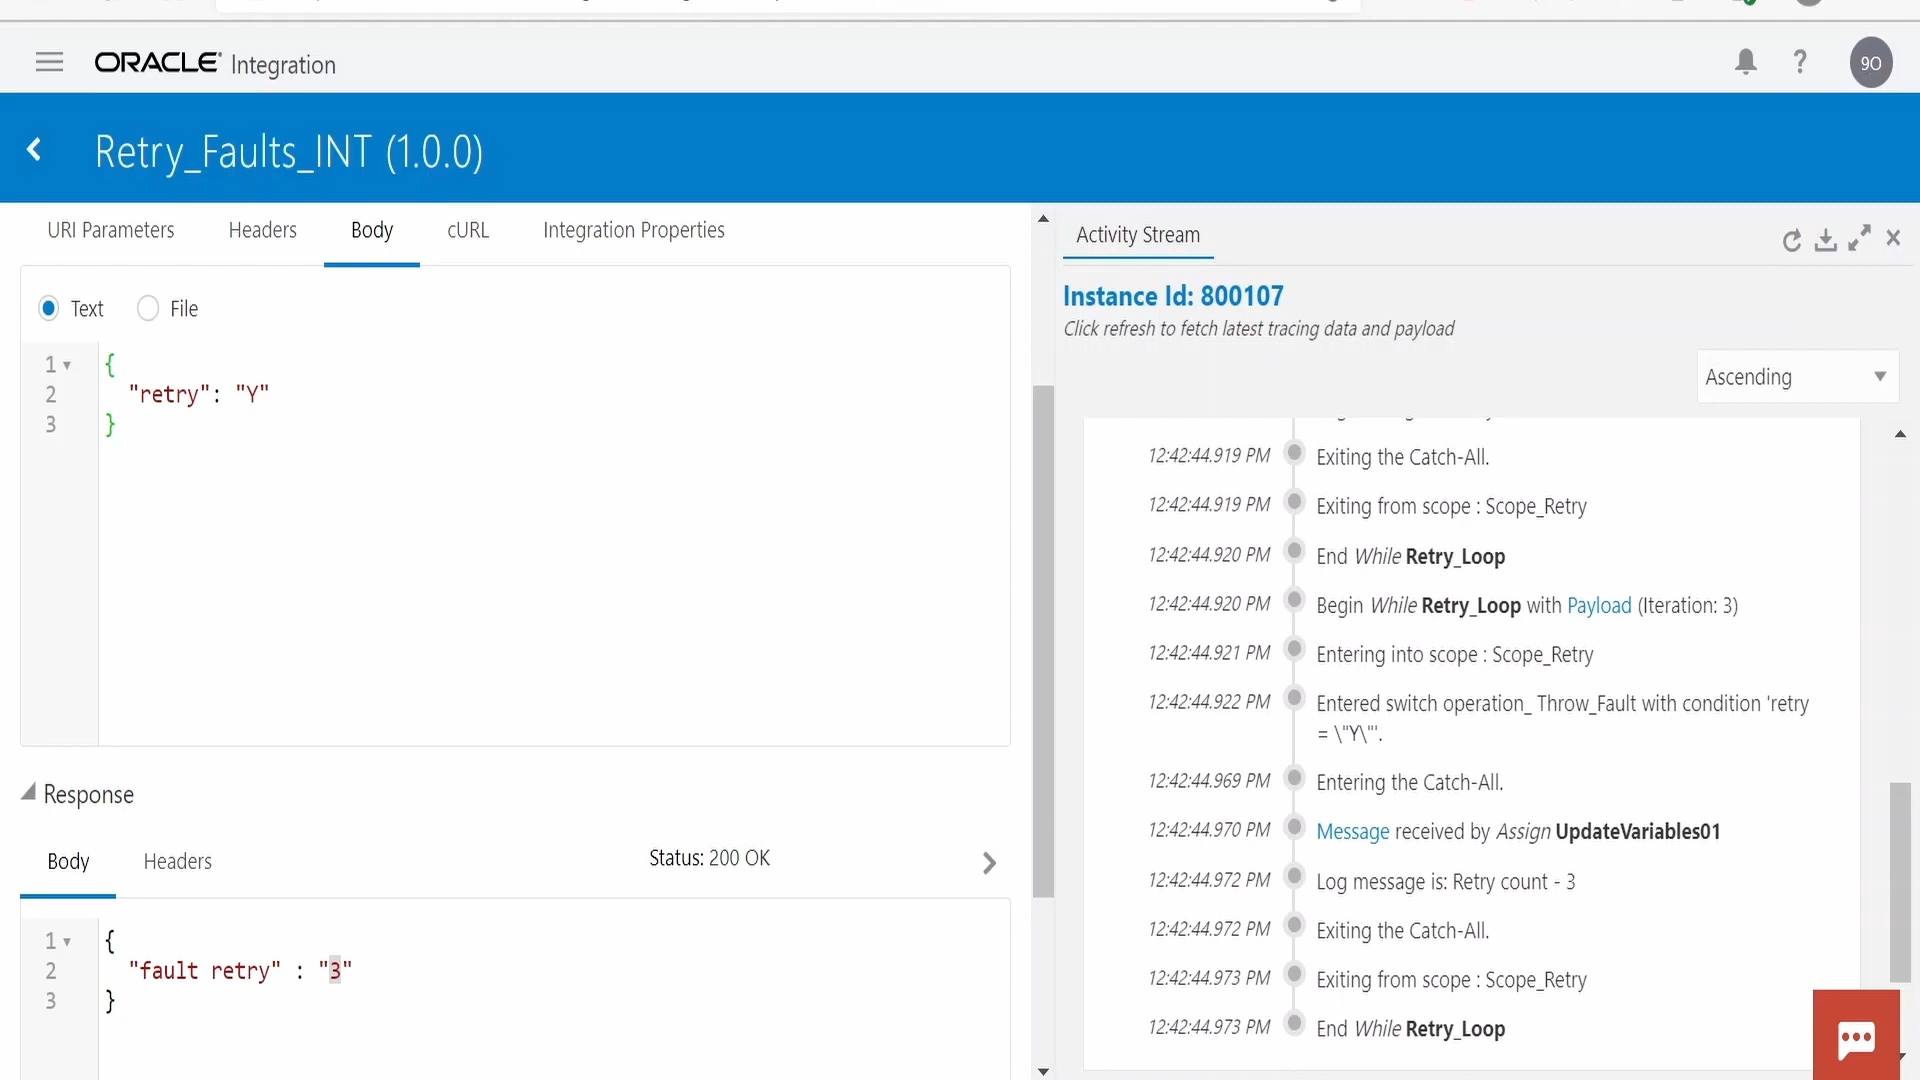 ORACLE Integration
9O
Retry_Faults_INT (1.0.0)
URI Parameters Headers Body cURL Integration Properties
Text File
1 {
2 "retry": "Y"
3 }
Response
Body Headers Status: 200 OK
1 {
2 "fault retry" : "3"
3 }
Activity Stream
Instance Id: 800107
Click refresh to fetch latest tracing data and payload
Ascending
12:42:44.919 PM Exiting the Catch-All.
12:42:44.919 PM Exiting from scope : Scope_Retry
12:42:44.920 PM End While Retry_Loop
12:42:44.920 PM Begin While Retry_Loop with Payload (Iteration: 3)
12:42:44.921 PM Entering into scope : Scope_Retry
12:42:44.922 PM Entered switch operation_ Throw_Fault with condition 'retry
= \"Y\"'.
12:42:44.969 PM Entering the Catch-All.
12:42:44.970 PM Message received by Assign UpdateVariables01
12:42:44.972 PM Log message is: Retry count - 3
12:42:44.972 PM Exiting the Catch-All.
12:42:44.973 PM Exiting from scope : Scope_Retry
12:42:44.973 PM End While Retry_Loop